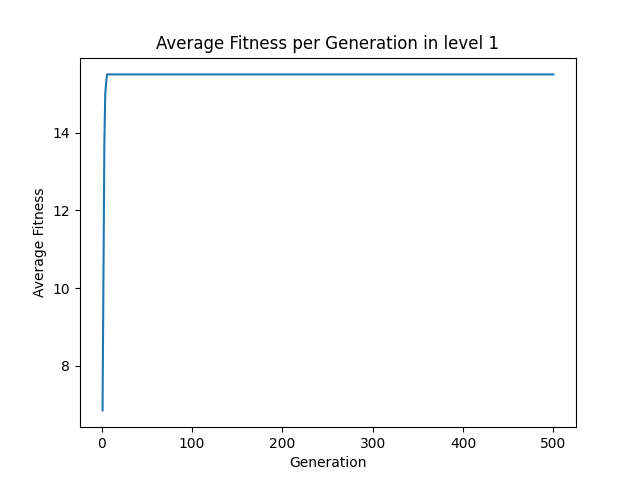 Average Fitness per Generation in level 1
Average Fitness
14
12
10
8
0 100 200 300 400 500
Generation